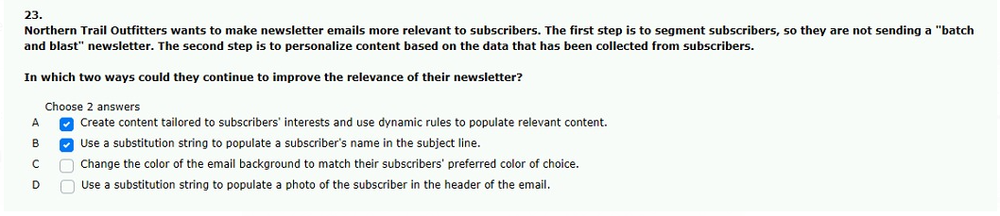 23.
Northern Trail Outfitters wants to make newsletter emails more relevant to subscribers. The first step is to segment subscribers, so they are not sending a "batch
and blast" newsletter. The second step is to personalize content based on the data that has been collected from subscribers.
In which two ways could they continue to improve the relevance of their newsletter?
Choose 2 answers
A Create content tailored to subscribers' interests and use dynamic rules to populate relevant content.
B Use a substitution string to populate a subscriber's name in the subject line.
C Change the color of the email background to match their subscribers' preferred color of choice.
D Use a substitution string to populate a photo of the subscriber in the header of the email.